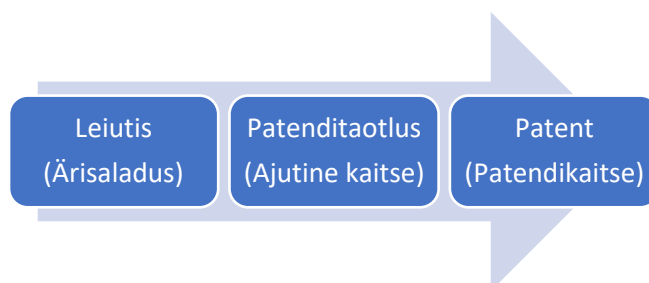 Leiutis
(Ärisaladus)
Patenditaotlus
(Ajutine kaitse)
Patent
(Patendikaitse)